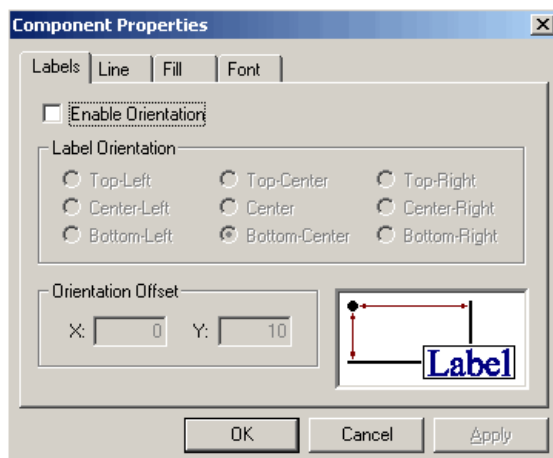 Component Properties
Labels Line Fill Font
Enable Orientation
Label Orientation
Top-Left Top-Center Top-Right
Center-Left Center Center-Right
Bottom-Left Bottom-Center Bottom-Right
Orientation Offset
X: 0 Y: 10
Label
OK Cancel Apply